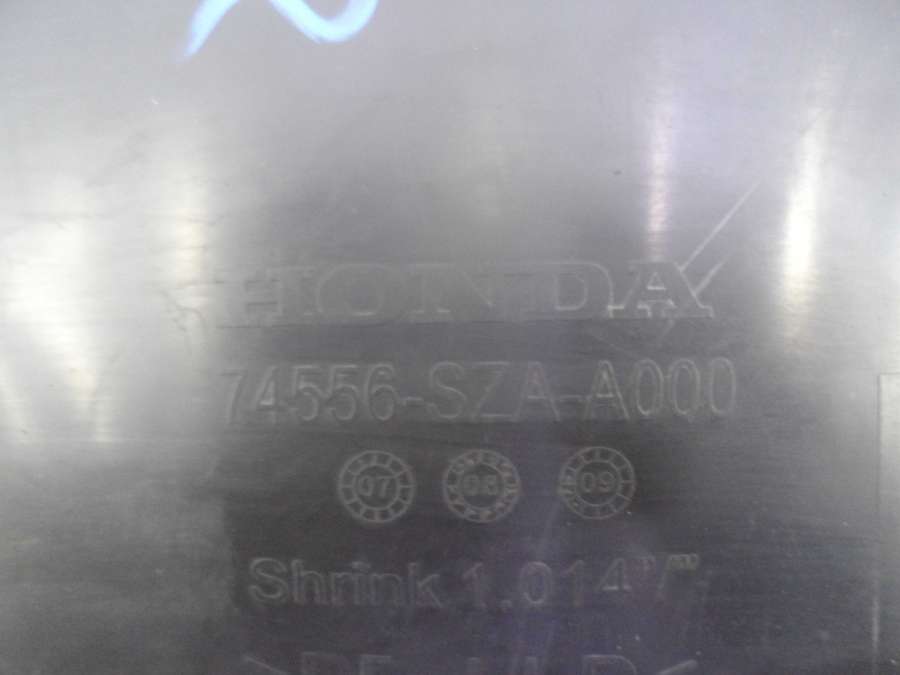 HONDA
74556-SZA-A000
07 08 09
Shrink 1.014"/"